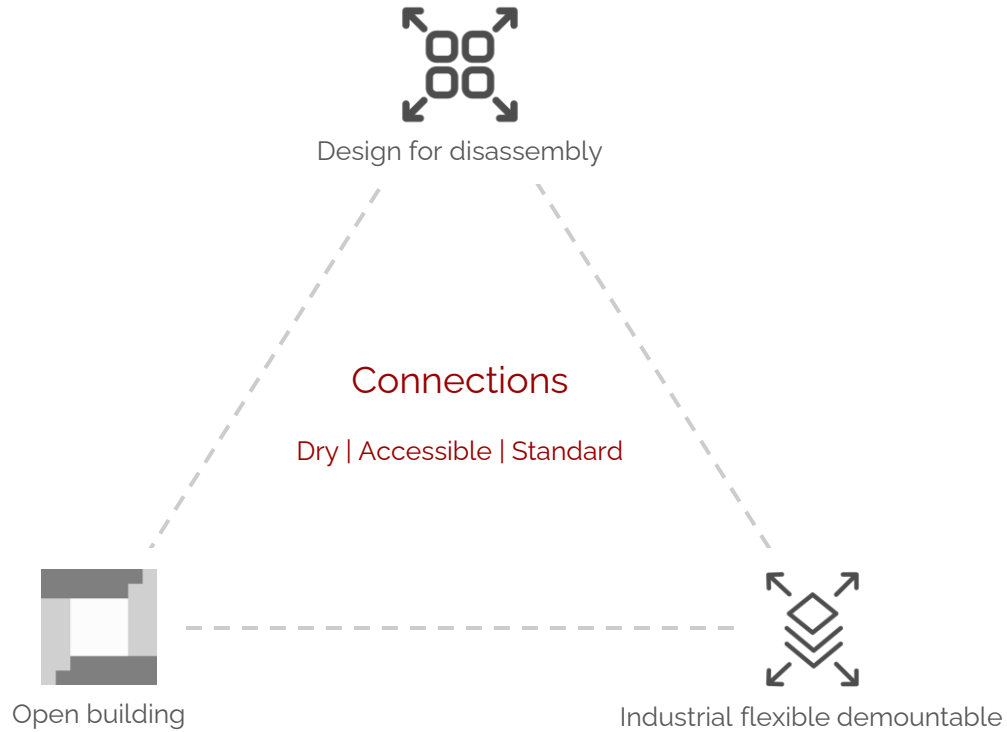 Design for disassembly
Connections
Dry | Accessible | Standard
Open building
Industrial flexible demountable